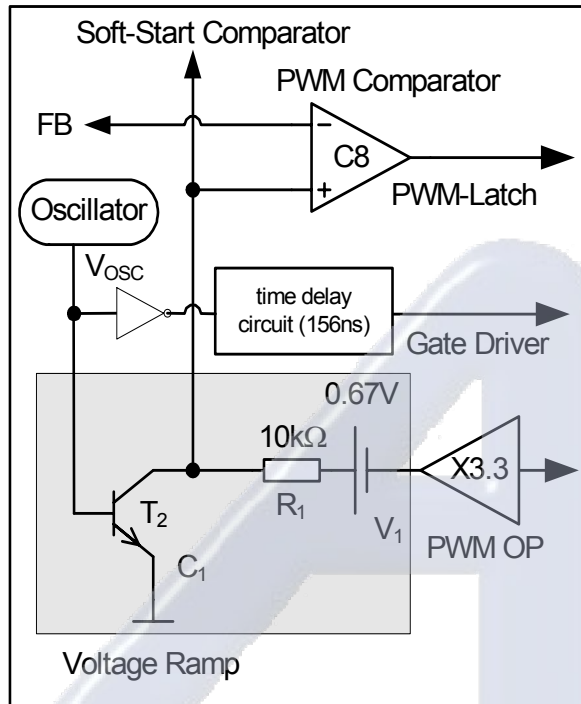 Soft-Start Comparator
PWM Comparator
FB
C8
PWM-Latch
Oscillator
V_OSC
time delay
circuit (156ns)
Gate Driver
0.67V
10kΩ
X3.3
T₂
R₁
V₁
PWM OP
C₁
Voltage Ramp